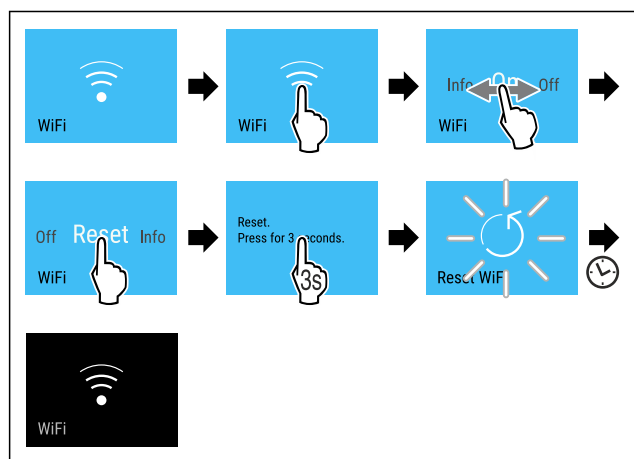 WiFi
WiFi
Info On Off
WiFi
Off Reset Info
WiFi
Reset.
Press for 3 seconds.
3s
Reset WiFi
WiFi